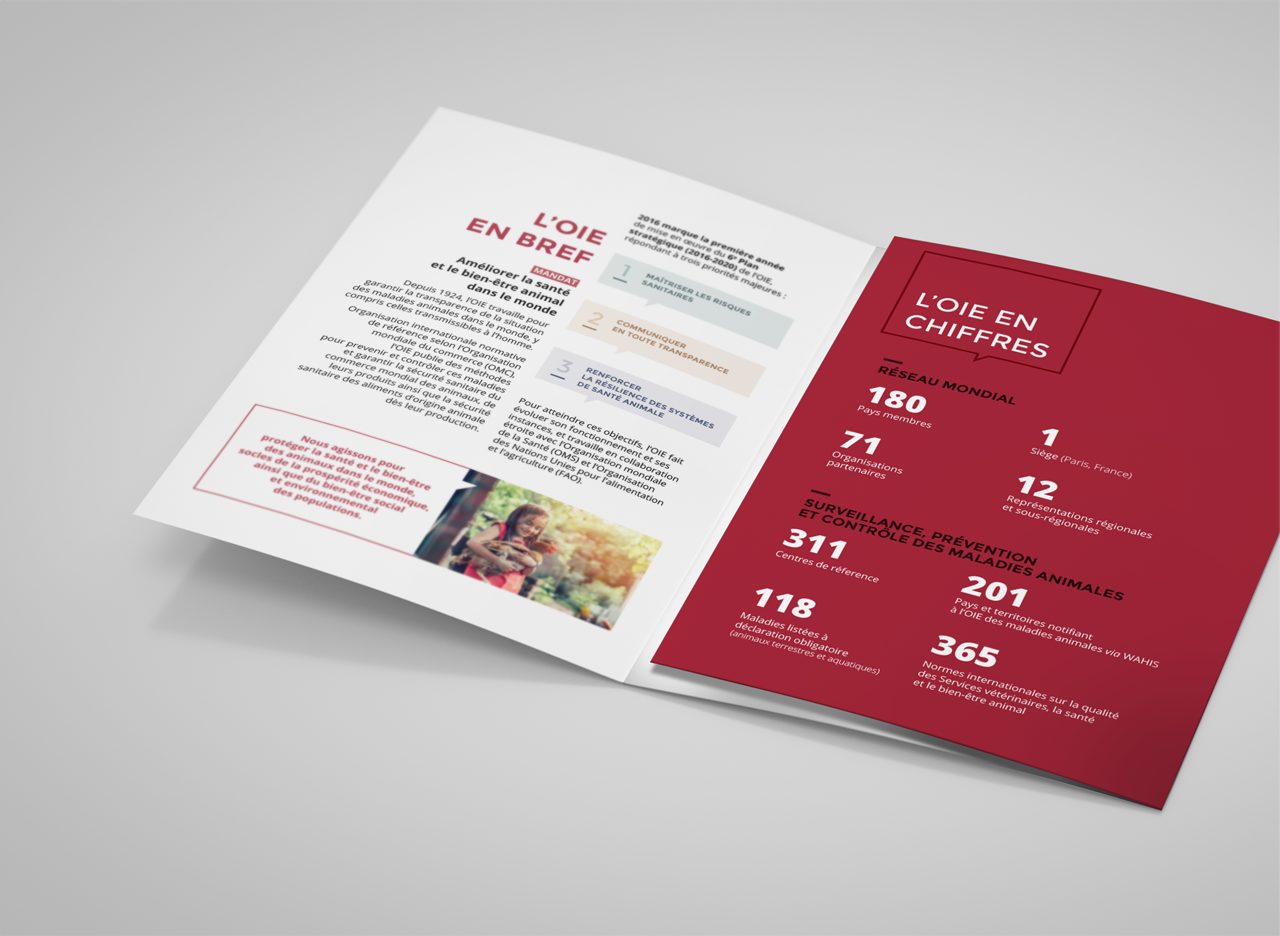 L'OIE
EN BREF
MANDAT
Améliorer la santé
et le bien-être animal
dans le monde
Depuis 1924, l'OIE travaille pour
garantir la transparence de la situation
des maladies animales dans le monde, y
compris celles transmissibles à l'homme.
Organisation internationale normative
de référence selon l'Organisation
mondiale du commerce (OMC),
l'OIE publie des méthodes
pour prevenir et contrôler ces maladies
et garantir la sécurité sanitaire du
commerce mondial des animaux, de
leurs produits ainsi que la sécurité
sanitaire des aliments d'origine animale
dès leur production.
Nous agissons pour
protéger la santé et le bien-être
des animaux dans le monde,
socles de la prospérité économique,
ainsi que du bien-être social
et environnemental
des populations.
2016 marque la première année
de mise en œuvre du 6e Plan
stratégique (2016-2020) de l'OIE,
répondant à trois priorités majeures :
1
MAÎTRISER LES RISQUES
SANITAIRES
2
COMMUNIQUER
EN TOUTE TRANSPARENCE
3
RENFORCER
LA RÉSILIENCE DES SYSTÈMES
DE SANTÉ ANIMALE
Pour atteindre ces objectifs, l'OIE fait
évoluer son fonctionnement et ses
instances, et travaille en collaboration
étroite avec l'Organisation mondiale
de la Santé (OMS) et l'Organisation
des Nations Unies pour l'alimentation
et l'agriculture (FAO).
L'OIE EN
CHIFFRES
RÉSEAU MONDIAL
180
Pays membres
1
Siège (Paris, France)
71
Organisations
partenaires
12
Représentations régionales
et sous-régionales
SURVEILLANCE, PRÉVENTION
ET CONTRÔLE DES MALADIES ANIMALES
311
Centres de réference
201
Pays et territoires notifiant
à l'OIE des maladies animales via WAHIS
118
Maladies listées à
déclaration obligatoire
(animaux terrestres et aquatiques)
365
Normes internationales sur la qualité
des Services vétérinaires, la santé
et le bien-être animal